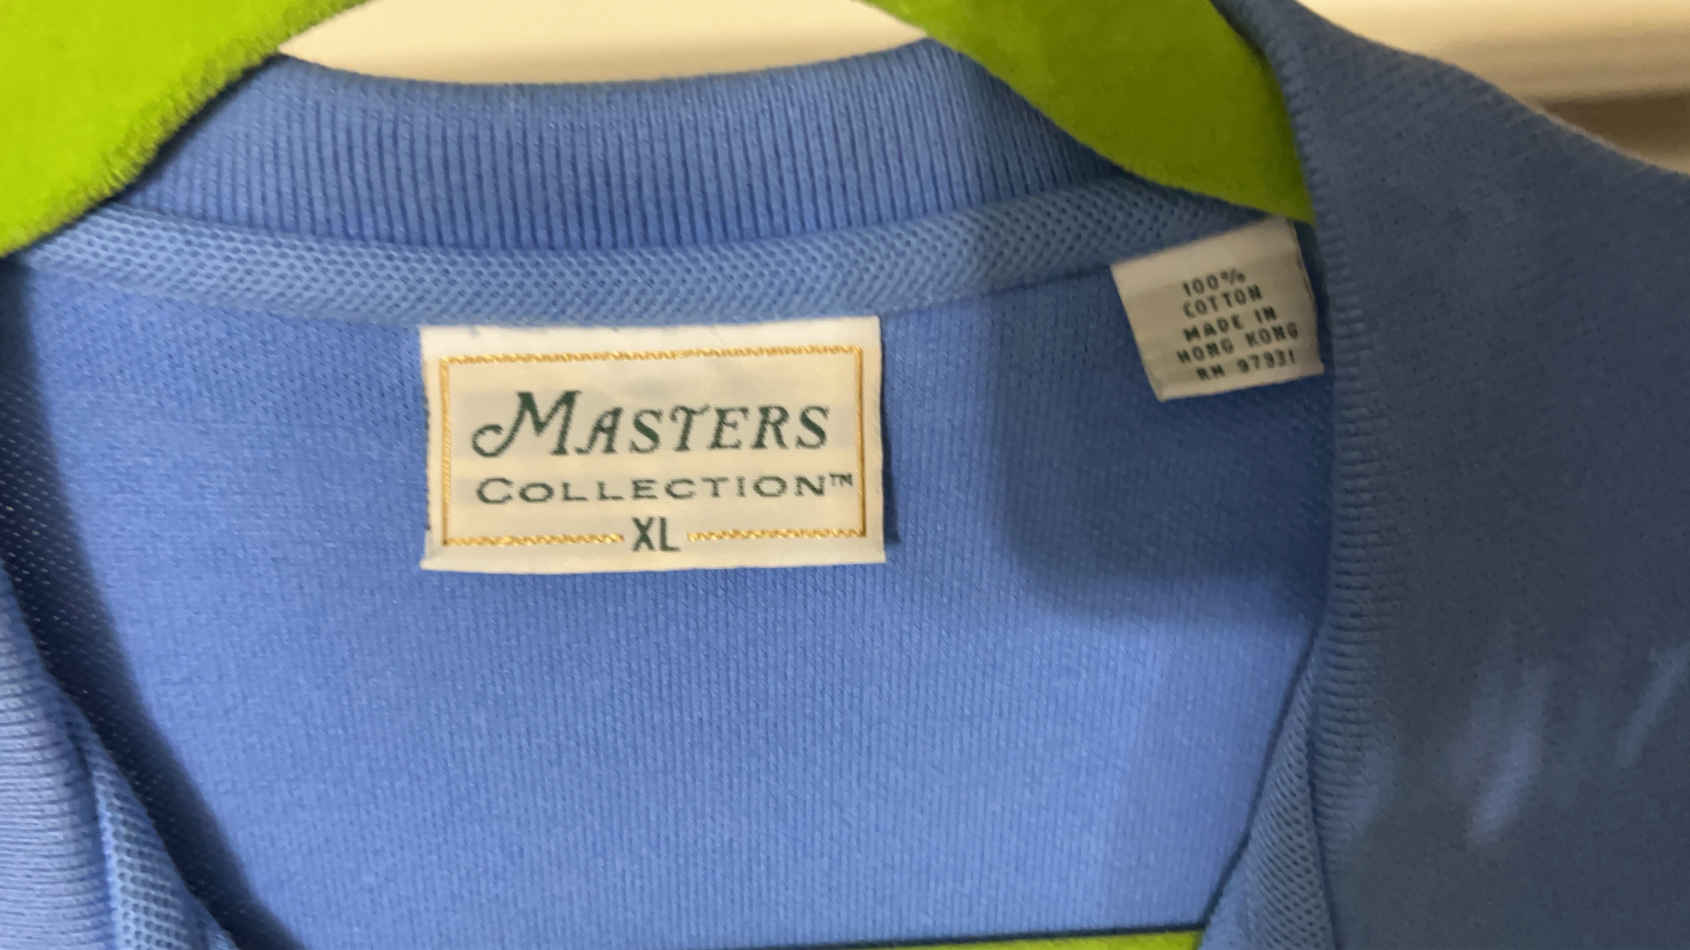 MASTERS
COLLECTION™
XL
100%
COTTON
MADE IN
HONG KONG
RN 97931